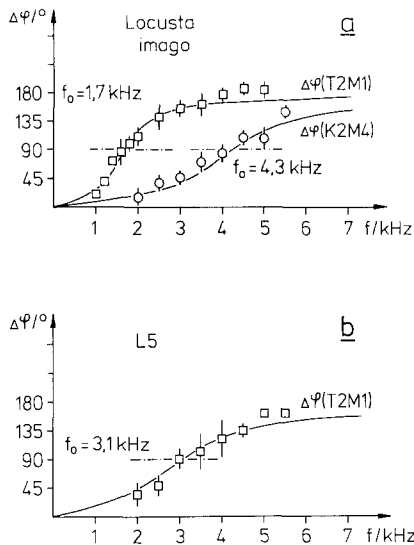 Δφ/°
Locusta
imago
a
f₀ = 1,7 kHz
Δφ(T2M1)
Δφ(K2M4)
f₀ = 4,3 kHz
180
135
90
45
1 2 3 4 5 6 7 f/kHz
Δφ/°
L5
b
Δφ(T2M1)
f₀ = 3,1 kHz
180
135
90
45
1 2 3 4 5 6 7 f/kHz